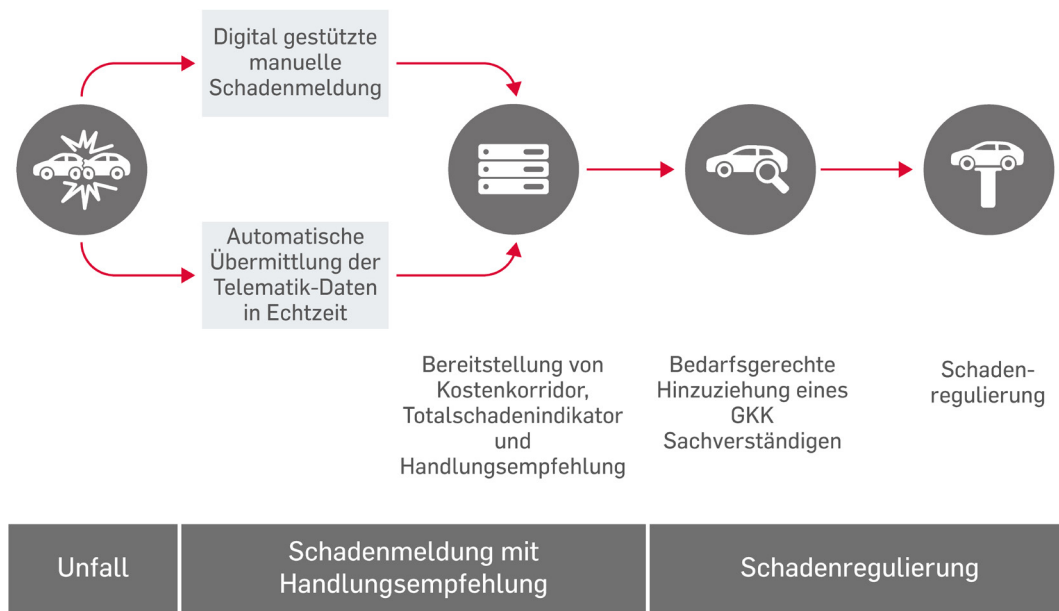 Digital gestützte
manuelle
Schadenmeldung
Automatische
Übermittlung der
Telematik-Daten
in Echtzeit
Bereitstellung von
Kostenkorridor,
Totalschadenindikator
und
Handlungsempfehlung
Bedarfsgerechte
Hinzuziehung eines
GKK
Sachverständigen
Schaden-
regulierung
Unfall
Schadenmeldung mit
Handlungsempfehlung
Schadenregulierung